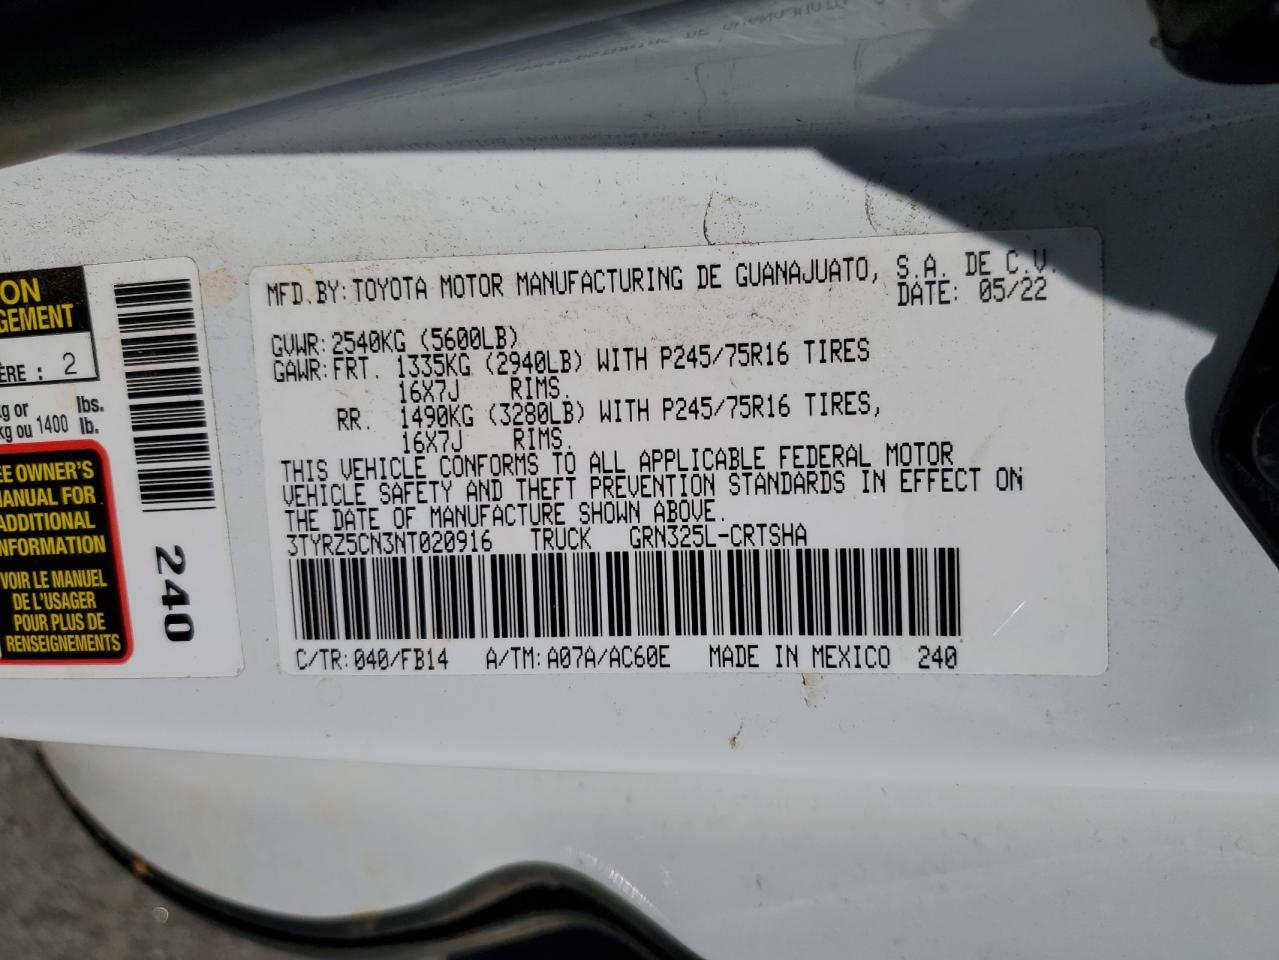 MFD. BY: TOYOTA MOTOR MANUFACTURING DE GUANAJUATO, S.A. DE C.V.
DATE: 05/22
GVWR: 2540KG (5600LB)
GAWR: FRT. 1335KG (2940LB) WITH P245/75R16 TIRES
16X7J RIMS.
RR. 1490KG (3280LB) WITH P245/75R16 TIRES,
16X7J RIMS.
THIS VEHICLE CONFORMS TO ALL APPLICABLE FEDERAL MOTOR
VEHICLE SAFETY AND THEFT PREVENTION STANDARDS IN EFFECT ON
THE DATE OF MANUFACTURE SHOWN ABOVE.
3TYRZ5CN3NT020916 TRUCK GRN325L-CRTSHA
C/TR: 040/FB14 A/TM: A07A/AC60E MADE IN MEXICO 240
ON
GEMENT
ÈRE : 2
kg or lbs.
kg ou 1400 lb.
EE OWNER'S
MANUAL FOR
ADDITIONAL
NFORMATION
VOIR LE MANUEL
DE L'USAGER
POUR PLUS DE
RENSEIGNEMENTS
240